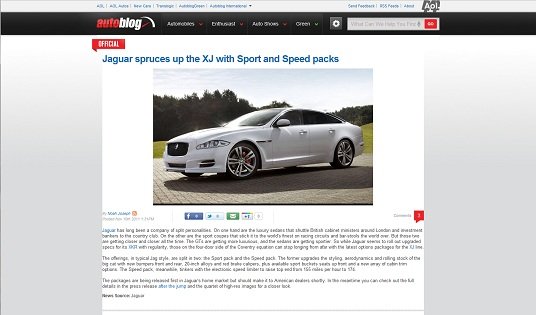 AOL | AOL Autos | New Cars | Translogic | AutoblogGreen | Autoblog International
Send Feedback | RSS Feeds | About
Aol.
autoblog
Automobiles Enthusiast Auto Shows Green
What Can We Help You Find GO
OFFICIAL
Jaguar spruces up the XJ with Sport and Speed packs
By Noah Joseph
Comments
Jaguar has long been a company of split personalities. On one hand are the luxury sedans that shuttle British cabinet ministers around London and investment
bankers to the country club. On the other are the sport coupes that stick it to the world's finest on racing circuits and bar-stools the world over. But these two
are getting closer and closer all the time. The GTs are getting more luxurious, and the sedans are getting sportier. So while Jaguar seems to roll out upgraded
specs for its XKR with regularity, those on the four-door side of the Coventry equation can stop longing from afar with the latest options packages for the XJ line.
The offerings, in typical Jag style, are split in two: the Sport pack and the Speed pack. The former upgrades the styling, aerodynamics and rolling stock of the
big cat with new bumpers front and rear, 20-inch alloys and red brake calipers, plus available sport buckets seats up front and a new array of cabin trim
options. The Speed pack, meanwhile, tinkers with the electronic speed limiter to raise top end from 155 miles per hour to 174.
The packages are being released first in Jaguar's home market but should make it to American dealers shortly. In the meantime you can check out the full
details in the press release after the jump and the quartet of high-res images for a closer look.
News Source: Jaguar